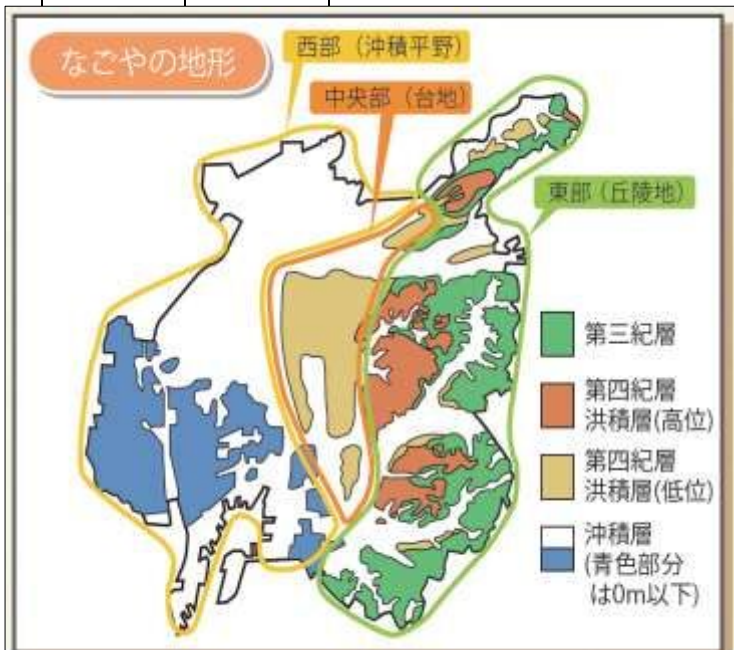 なごやの地形
西部（沖積平野）
中央部（台地）
東部（丘陵地）
第三紀層
第四紀層
洪積層(高位)
第四紀層
洪積層(低位)
沖積層
(青色部分
は0m以下)